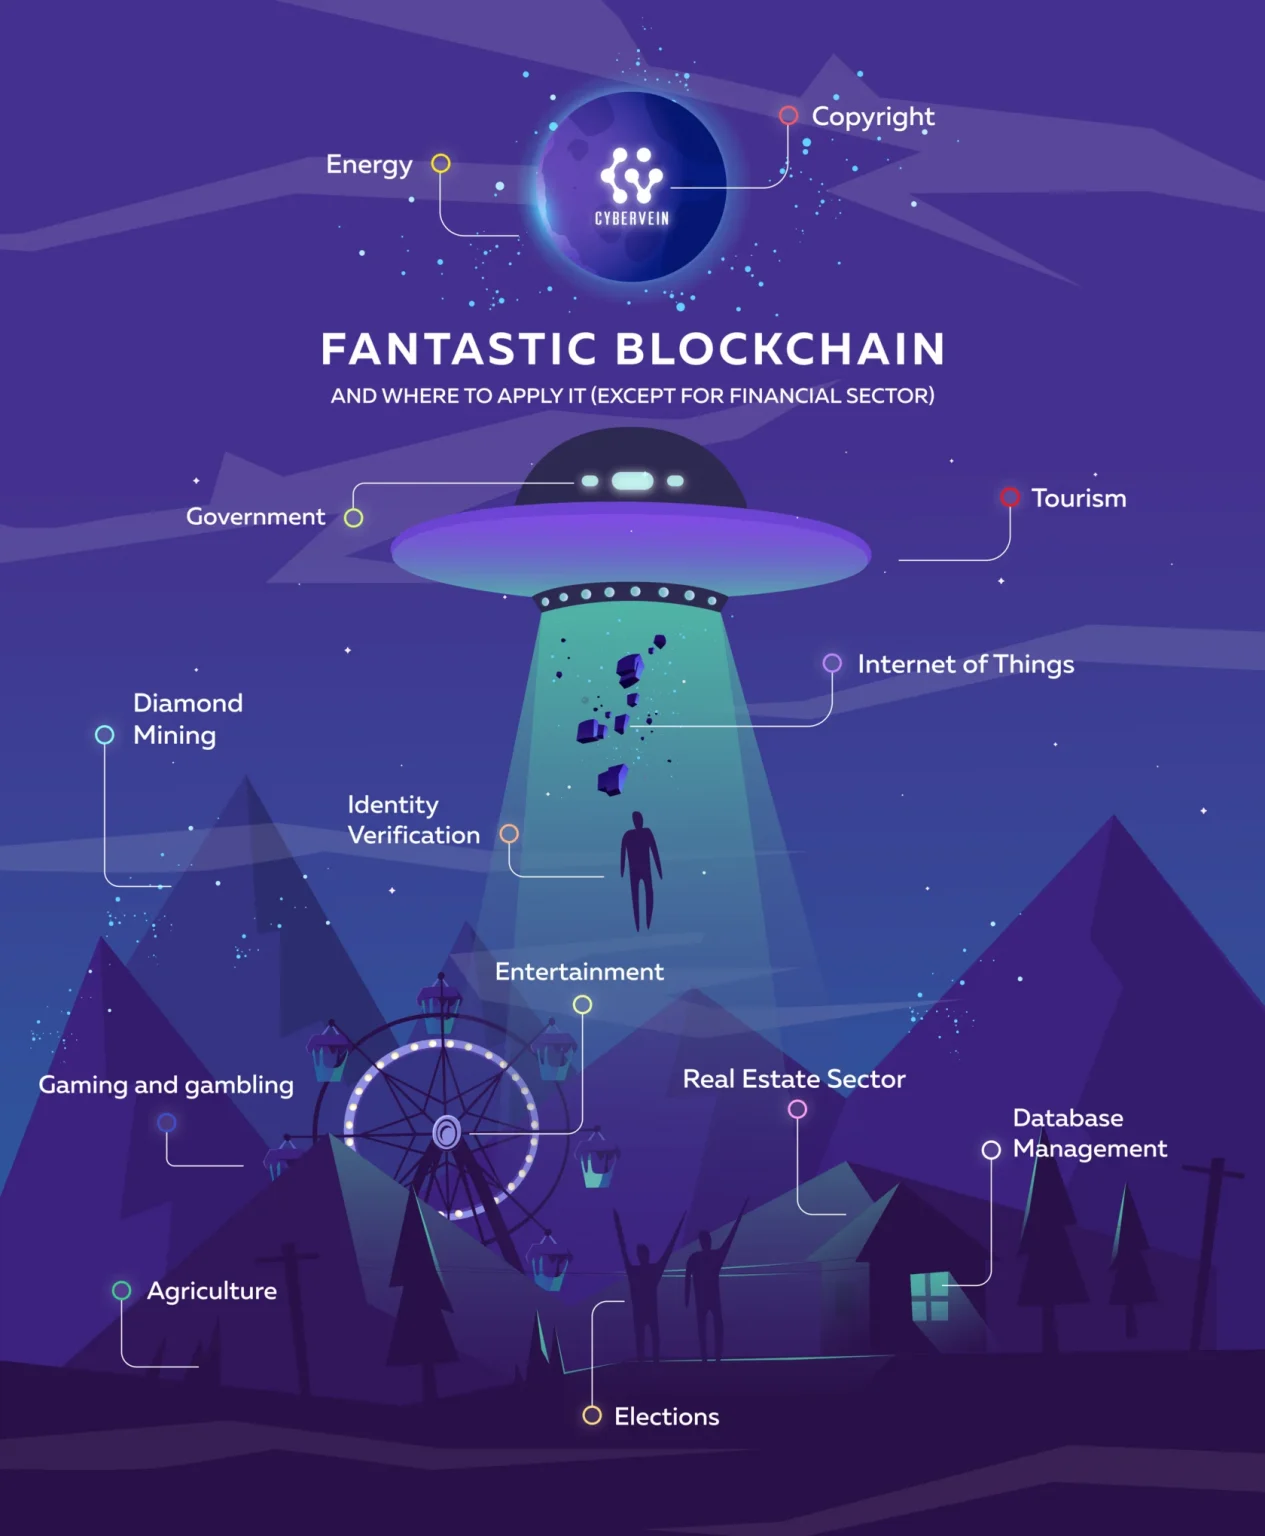 Copyright
Energy
CYBERVEIN
FANTASTIC BLOCKCHAIN
AND WHERE TO APPLY IT (EXCEPT FOR FINANCIAL SECTOR)
Government
Tourism
Internet of Things
Diamond
Mining
Identity
Verification
Entertainment
Gaming and gambling
Real Estate Sector
Database
Management
Agriculture
Elections